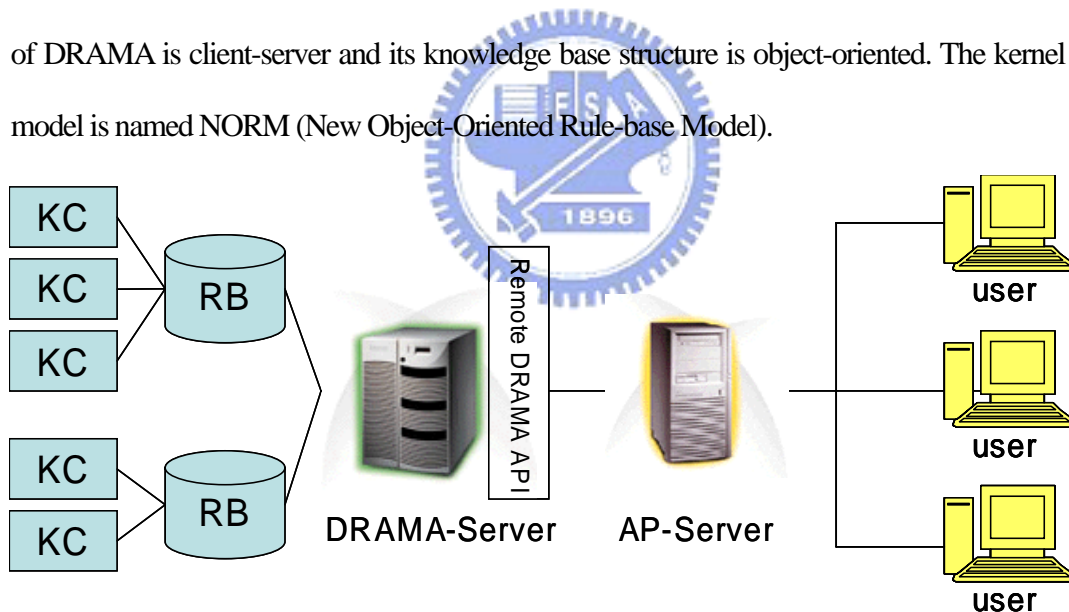 of DRAMA is client-server and its knowledge base structure is object-oriented. The kernel
model is named NORM (New Object-Oriented Rule-base Model).
ESA
1896
KC
KC
KC
RB
KC
KC
RB
Remote DRAMA API
DRAMA-Server
AP-Server
user
user
user